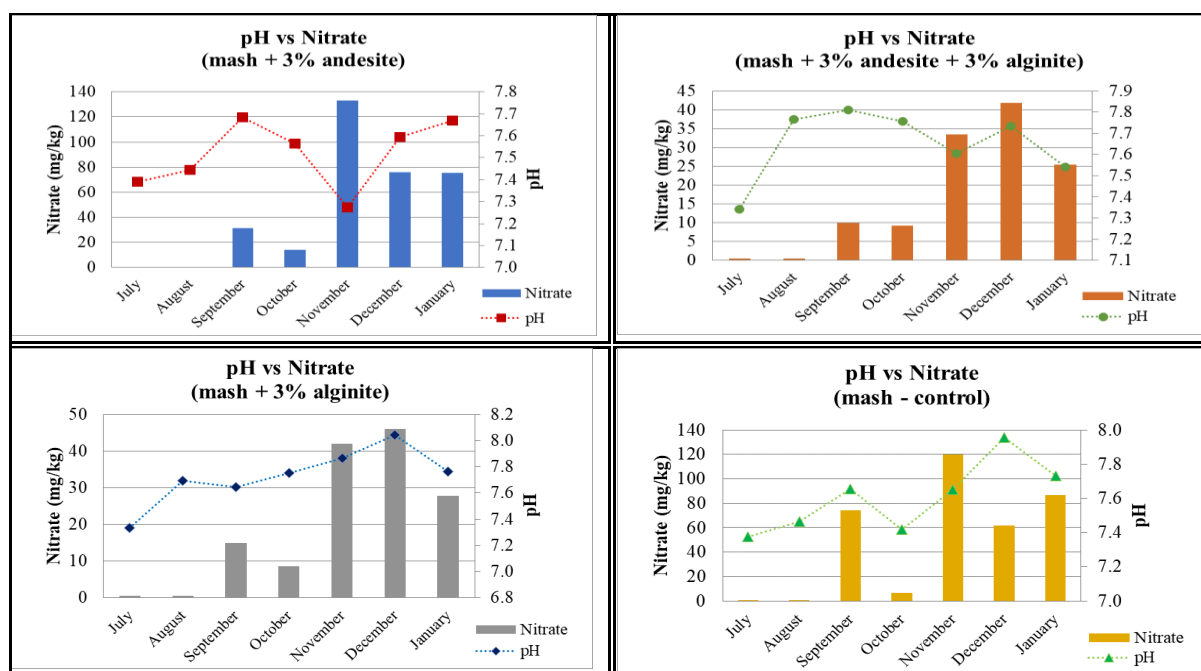 pH vs Nitrate
(mash + 3% andesite)
Nitrate (mg/kg)
140
120
100
80
60
40
20
0
7.8
7.7
7.6
7.5
7.4
7.3
7.2
7.1
7.0
pH
July
August
September
October
November
December
January
Nitrate
pH
pH vs Nitrate
(mash + 3% andesite + 3% alginite)
Nitrate (mg/kg)
45
40
35
30
25
20
15
10
5
0
7.9
7.8
7.7
7.6
7.5
7.4
7.3
7.2
7.1
pH
July
August
September
October
November
December
January
Nitrate
pH
pH vs Nitrate
(mash + 3% alginite)
Nitrate (mg/kg)
50
40
30
20
10
0
8.2
8.0
7.8
7.6
7.4
7.2
7.0
6.8
pH
July
August
September
October
November
December
January
Nitrate
pH
pH vs Nitrate
(mash - control)
Nitrate (mg/kg)
140
120
100
80
60
40
20
0
8.0
7.8
7.6
7.4
7.2
7.0
pH
July
August
September
October
November
December
January
Nitrate
pH